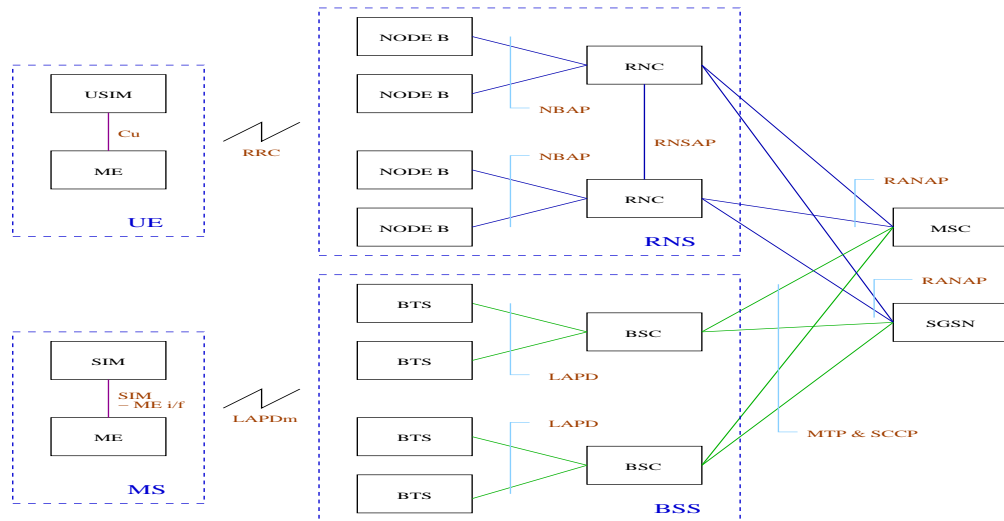 NODE B
RNC
USIM
NODE B
NBAP
Cu
RRC
RNSAP
ME
NODE B
NBAP
RANAP
RNC
UE
NODE B
RNS
MSC
RANAP
BTS
SGSN
BSC
SIM
BTS
LAPD
SIM
– ME i/f
LAPDm
LAPD
ME
BTS
MTP & SCCP
BSC
MS
BTS
BSS